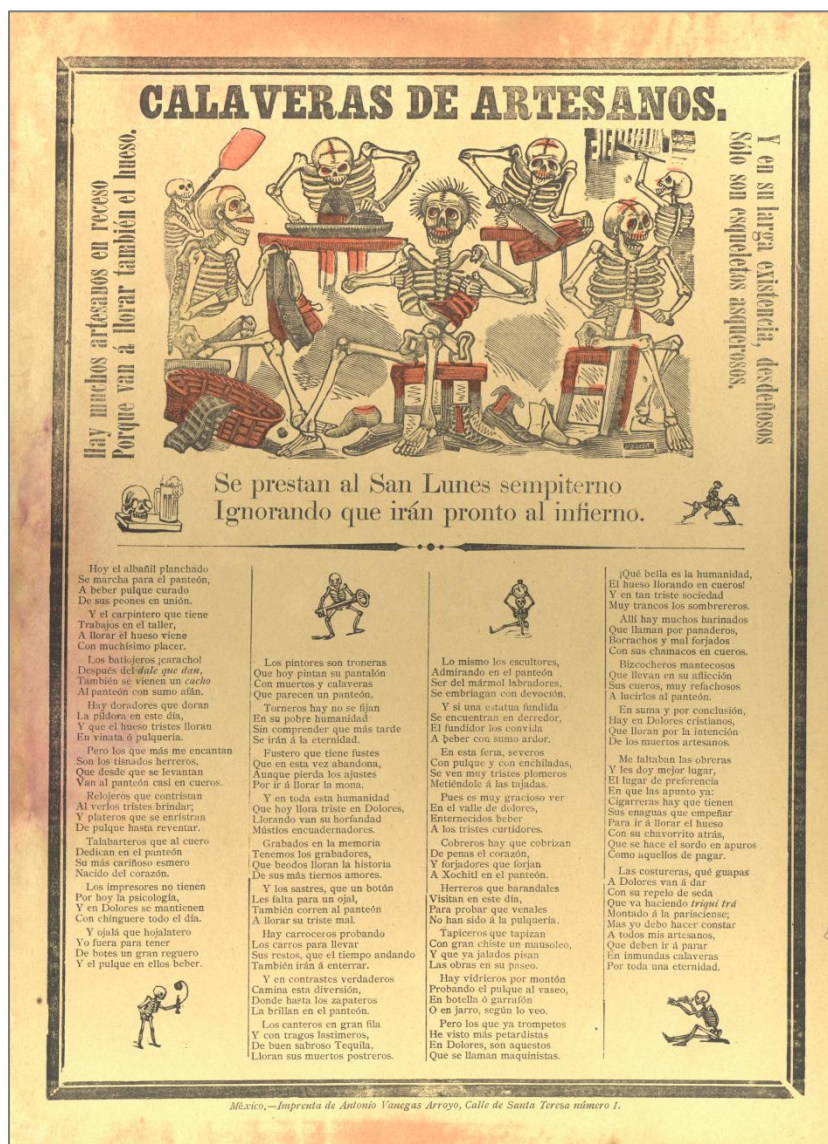 CALAVERAS DE ARTESANOS.
Hay muchos artesanos en receso
Porque van á llorar también el hueso.
Y en su larga existencia, desdeñosos
Sólo son esqueletos asquerosos.
Se prestan al San Lunes sempiterno
Ignorando que irán pronto al infierno.
Hoy el albañil planchado
Se marcha para el panteón,
A beber pulque curado
De sus peones en unión.
Y el carpintero que tiene
Trabajos en el taller,
A llorar el hueso viene
Con muchísimo placer.
Los batiojeros ¡caracho!
Después del dale que dan,
También se vienen un cacho
Al panteón con sumo afán.
Hay doradores que doran
La píldora en este día,
Y que el hueso tristes lloran
En vinata ó pulquería.
Pero los que más me encantan
Son los tisnados herreros,
Que desde que se levantan
Van al panteón casi en cueros.
Relojeros que contristan
Al verlos tristes brindar;
Y plateros que se enristran
De pulque hasta reventar.
Talabarteros que al cuero
Dedican en el panteón
Su más cariñoso esmero
Nacido del corazón.
Los impresores no tienen
Por hoy la psicología,
Y en Dolores se mantienen
Con chinguere todo el día.
Y ojalá que hojalatero
Yo fuera para tener
De botes un gran reguero
Y el pulque en ellos beber.
Los pintores son troneras
Que hoy pintan su pantalón
Con muertos y calaveras
Que parecen un panteón.
Torneros hay no se fijan
En su pobre humanidad
Sin comprender que más tarde
Se irán á la eternidad.
Fustero que tiene fustes
Que en esta vez abandona,
Aunque pierda los ajustes
Por ir á llorar la mona.
Y en toda esta humanidad
Que hoy llora triste en Dolores,
Llorando van su horfandad
Mústios encuadernadores.
Grabados en la memoria
Tenemos los grabadores,
Que beodos lloran la historia
De sus más tiernos amores.
Y los sastres, que un botón
Les falta para un ojal,
También corren al panteón
A llorar su triste mal.
Hay carroceros probando
Los carros para llevar
Sus restos, que el tiempo andando
También irán á enterrar.
Y en contrastes verdaderos
Camina esta diversión,
Donde hasta los zapateros
La brillan en el panteón.
Los canteros en gran fila
Y con tragos lastimeros,
De buen sabroso Tequila,
Lloran sus muertos postreros.
Lo mismo los escultores,
Admirando en el panteón
Ser del mármol labradores,
Se embriagan con devoción.
Y si una estatua fundida
Se encuentran en derredor,
El fundidor los convida
A beber con sumo ardor.
En esta feria, severos
Con pulque y con enchiladas,
Se ven muy tristes plomeros
Metiéndole á las tajadas.
Pues es muy gracioso ver
En el valle de dolores,
Enternecidos beber
A los tristes curtidores.
Cobreros hay que cobrizan
De penas el corazón,
Y forjadores que forjan
A Xochitl en el panteón.
Herreros que barandales
Visitan en este día,
Para probar que venales
No han sido á la pulquería.
Tapiceros que tapizan
Con gran chiste un mausoleo,
Y que ya jalados pisan
Las obras en su paseo.
Hay vidrieros por montón
Probando el pulque al vaseo,
En botella ó garrafón
O en jarro, según lo veo.
Pero los que ya trompetos
He visto más petardistas
En Dolores, son aquestos
Que se llaman maquinistas.
¡Qué bella es la humanidad,
El hueso llorando en cueros!
Y en tan triste sociedad
Muy trancos los sombrereros.
Allí hay muchos harinados
Que llaman por panaderos,
Borrachos y mal forjados
Con sus chamacos en cueros.
Bizcocheros mantecosos
Que llevan en su aflicción
Sus cueros, muy refachosos
A lucirlos al panteón.
En suma y por conclusión,
Hay en Dolores cristianos,
Que lloran por la intención
De los muertos artesanos.
Me faltaban las obreras
Y les doy mejor lugar,
El lugar de preferencia
En que las apunto ya:
Cigarreras hay que tienen
Sus enaguas que empeñar
Para ir á llorar el hueso
Con su chavorrito atrás,
Que se hace el sordo en apuros
Como aquellos de pagar.
Las costureras, qué guapas
A Dolores van á dar
Con su repelo de seda
Que va haciendo triqui trá
Montado á la parisciense;
Mas yo debo hacer constar
A todos mis artesanos,
Que deben ir á parar
En inmundas calaveras
Por toda una eternidad.
México,—Imprenta de Antonio Vanegas Arroyo, Calle de Santa Teresa número 1.